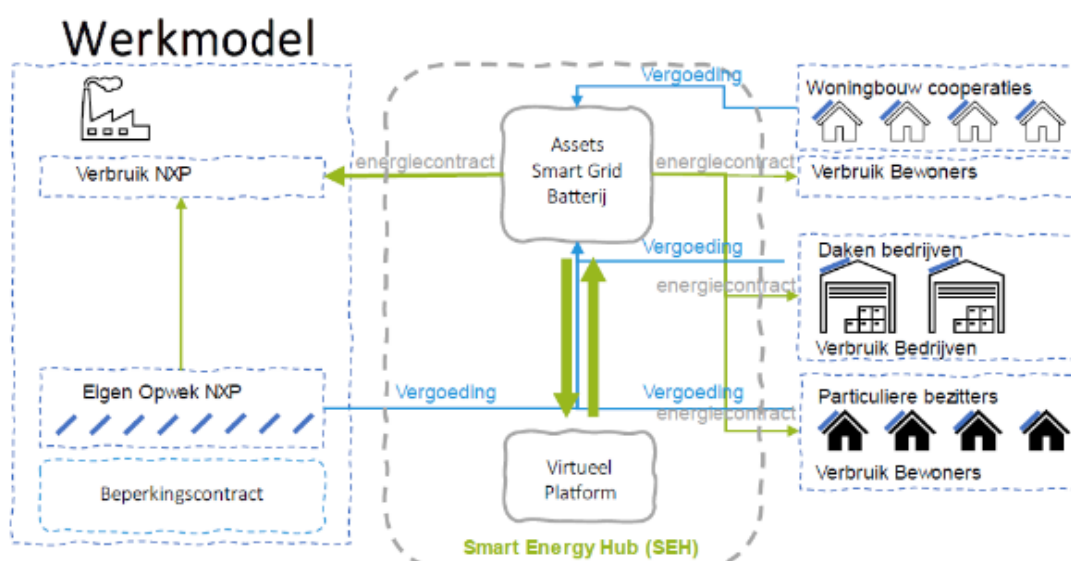 Werkmodel
Verbruik NXP
Eigen Opwek NXP
Beperkingscontract
energiecontract
Vergoeding
Assets
Smart Grid
Batterij
Virtueel
Platform
Smart Energy Hub (SEH)
Vergoeding
energiecontract
Vergoeding
energiecontract
Vergoeding
energiecontract
Woningbouw cooperaties
Verbruik Bewoners
Daken bedrijven
Verbruik Bedrijven
Particuliere bezitters
Verbruik Bewoners